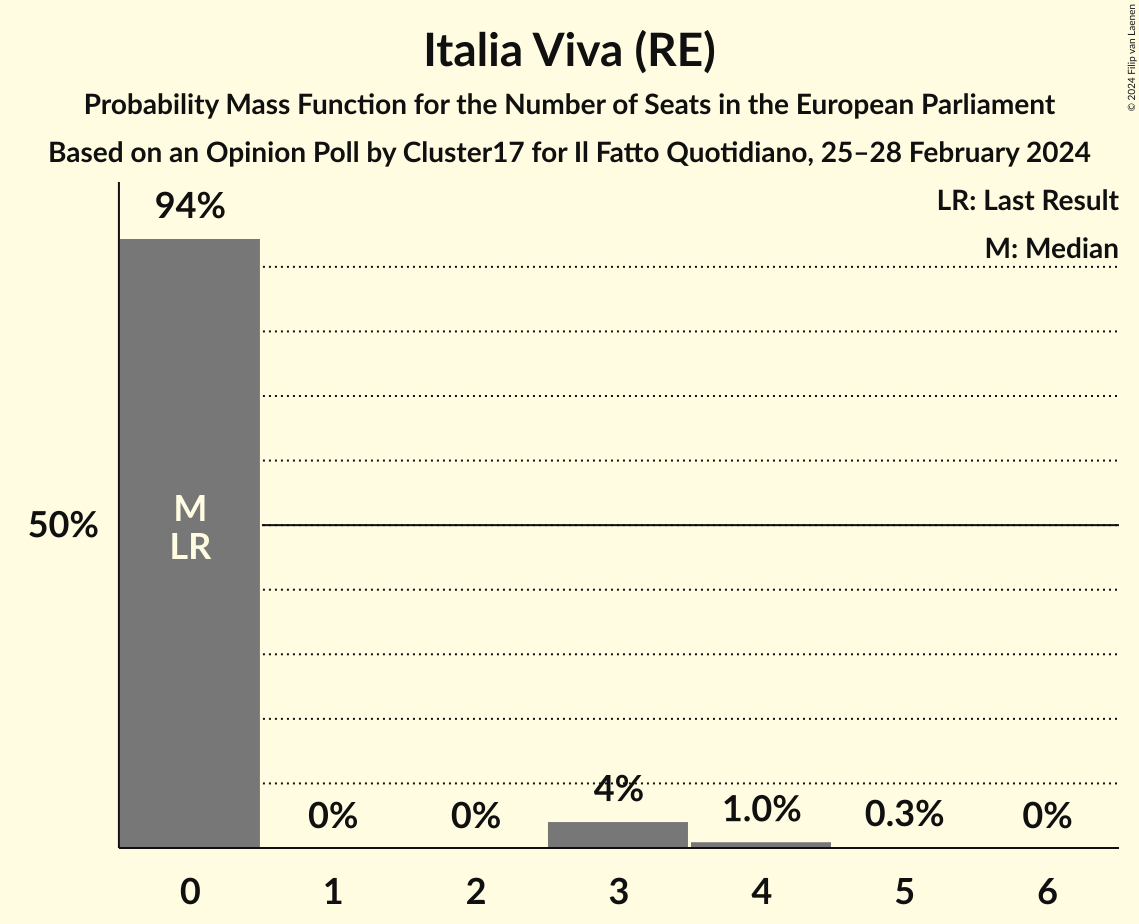 Italia Viva (RE)
Probability Mass Function for the Number of Seats in the European Parliament
Based on an Opinion Poll by Cluster17 for Il Fatto Quotidiano, 25–28 February 2024
© 2024 Filip van Laenen
LR: Last Result
M: Median
94%
M
LR
50%
0%
0%
4%
1.0%
0.3%
0%
0 1 2 3 4 5 6